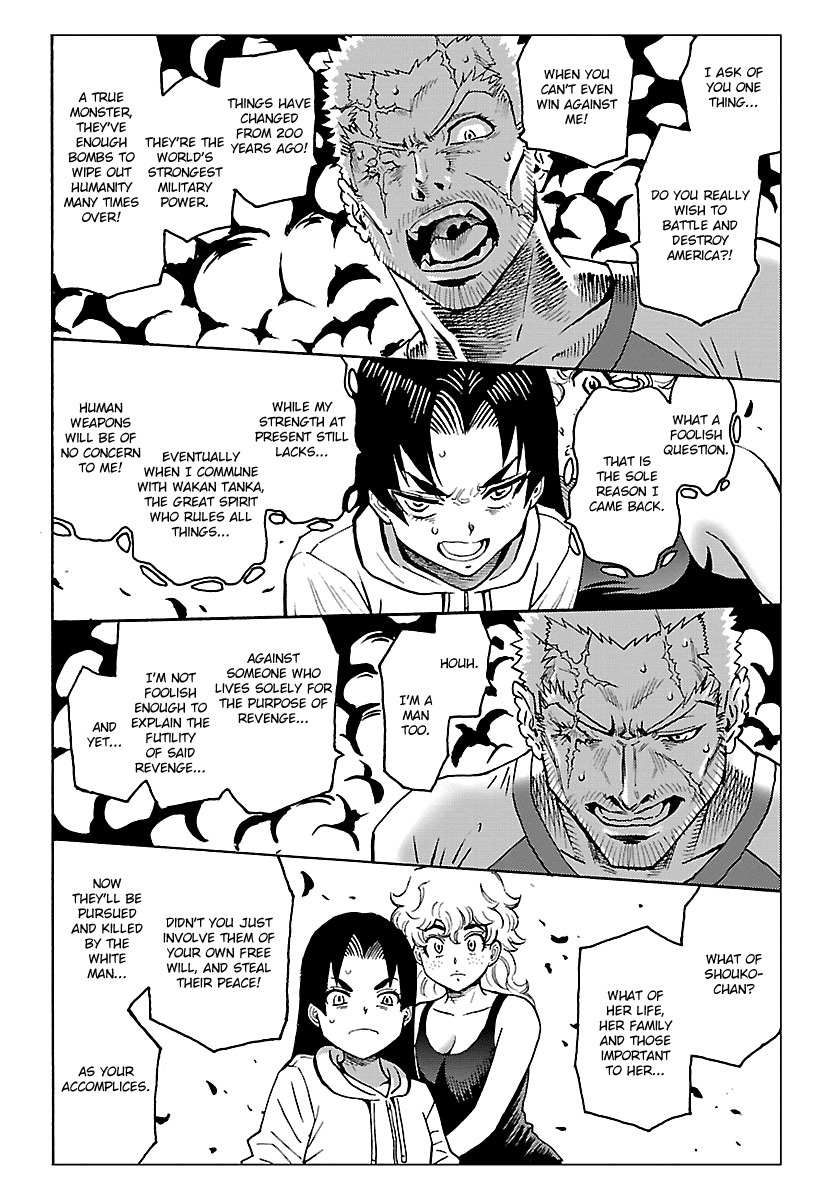 I ASK OF
YOU ONE
THING...
DO YOU REALLY
WISH TO
BATTLE AND
DESTROY
AMERICA?!
WHEN YOU
CAN'T EVEN
WIN AGAINST
ME!
THINGS HAVE
CHANGED
FROM 200
YEARS AGO!
THEY'RE THE
WORLD'S
STRONGEST
MILITARY
POWER.
A TRUE
MONSTER,
THEY'VE
ENOUGH
BOMBS TO
WIPE OUT
HUMANITY
MANY TIMES
OVER!
WHAT A
FOOLISH
QUESTION.
THAT IS
THE SOLE
REASON I
CAME BACK.
WHILE MY
STRENGTH AT
PRESENT STILL
LACKS...
EVENTUALLY
WHEN I COMMUNE
WITH WAKAN TANKA,
THE GREAT SPIRIT
WHO RULES ALL
THINGS...
HUMAN
WEAPONS
WILL BE OF
NO CONCERN
TO ME!
HOUH.
I'M A
MAN
TOO.
AGAINST
SOMEONE WHO
LIVES SOLELY FOR
THE PURPOSE OF
REVENGE...
I'M NOT
FOOLISH
ENOUGH TO
EXPLAIN THE
FUTILITY
OF SAID
REVENGE...
AND
YET...
WHAT OF
SHOUKO-
CHAN?
WHAT OF
HER LIFE,
HER FAMILY
AND THOSE
IMPORTANT
TO HER...
DIDN'T YOU JUST
INVOLVE THEM OF
YOUR OWN FREE
WILL, AND STEAL
THEIR PEACE!
NOW
THEY'LL BE
PURSUED
AND KILLED
BY THE
WHITE
MAN...
AS YOUR
ACCOMPLICES.